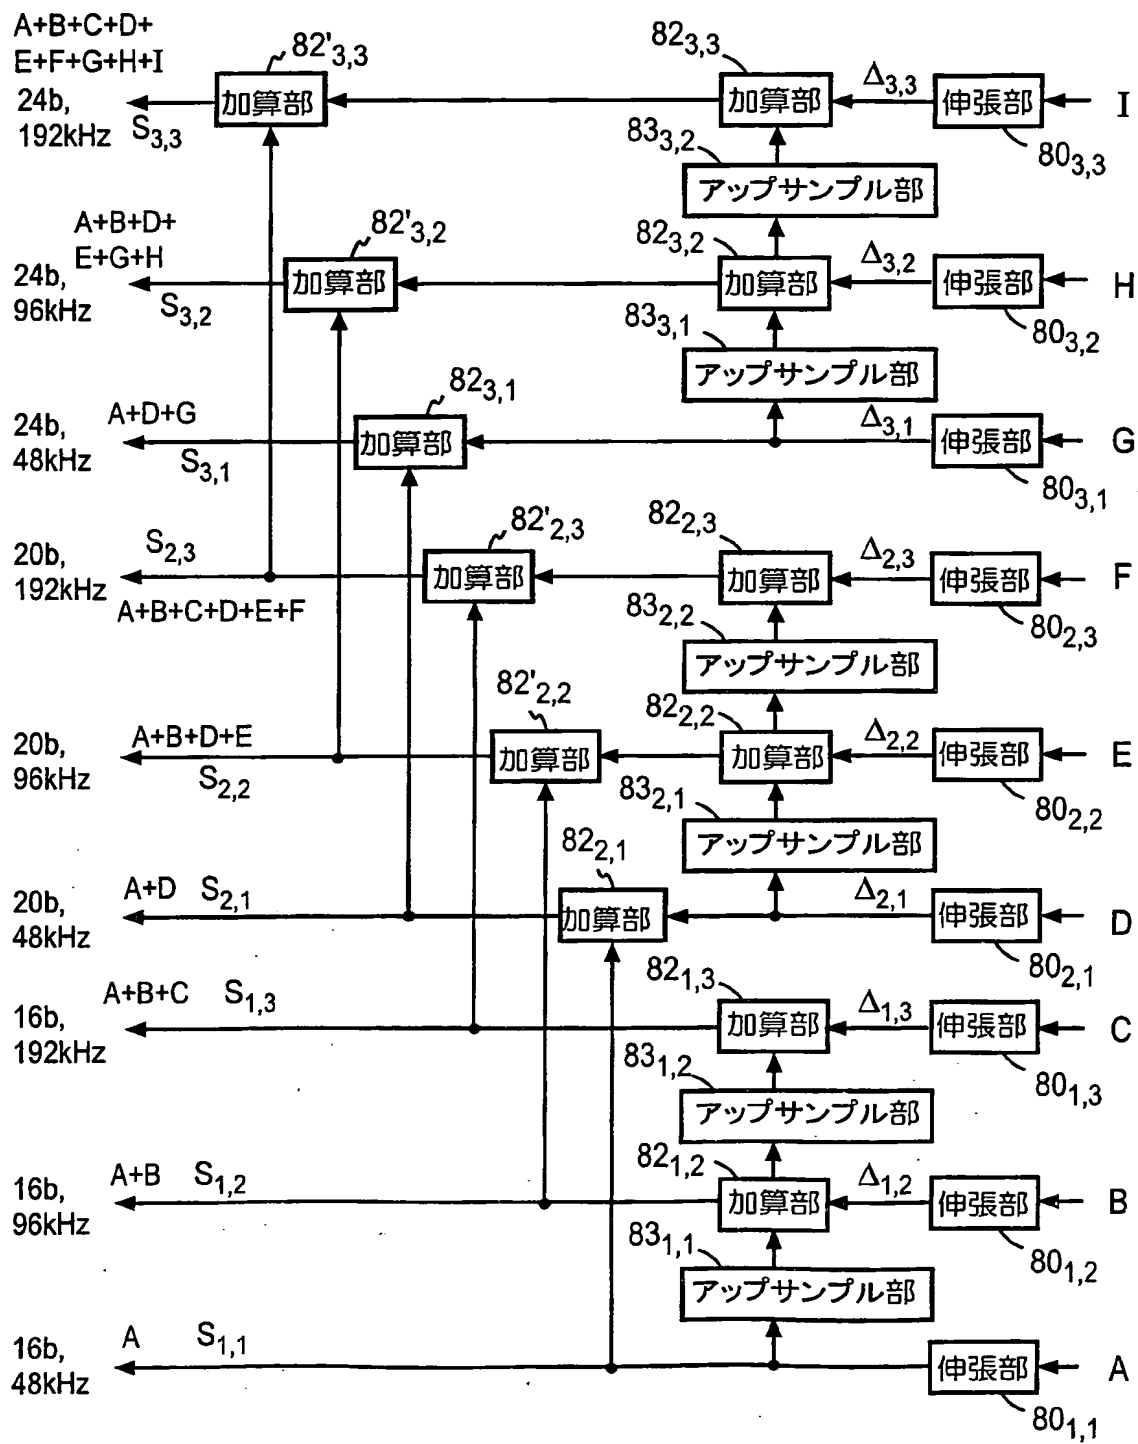 A+B+C+D+
E+F+G+H+I
24b,
192kHz
S3,3
82'3,3
加算部
823,3
加算部
Δ3,3
伸張部
I
803,3
833,2
アップサンプル部
A+B+D+
E+G+H
24b,
96kHz
S3,2
82'3,2
加算部
823,2
加算部
Δ3,2
伸張部
H
803,2
833,1
アップサンプル部
24b,
48kHz
A+D+G
S3,1
823,1
加算部
Δ3,1
伸張部
G
803,1
20b,
192kHz
S2,3
A+B+C+D+E+F
82'2,3
加算部
822,3
加算部
Δ2,3
伸張部
F
802,3
832,2
アップサンプル部
20b,
96kHz
A+B+D+E
S2,2
82'2,2
加算部
822,2
加算部
Δ2,2
伸張部
E
802,2
832,1
アップサンプル部
20b,
48kHz
A+D
S2,1
822,1
加算部
Δ2,1
伸張部
D
802,1
16b,
192kHz
A+B+C
S1,3
821,3
加算部
Δ1,3
伸張部
C
801,3
831,2
アップサンプル部
16b,
96kHz
A+B
S1,2
821,2
加算部
Δ1,2
伸張部
B
801,2
831,1
アップサンプル部
16b,
48kHz
A
S1,1
伸張部
A
801,1